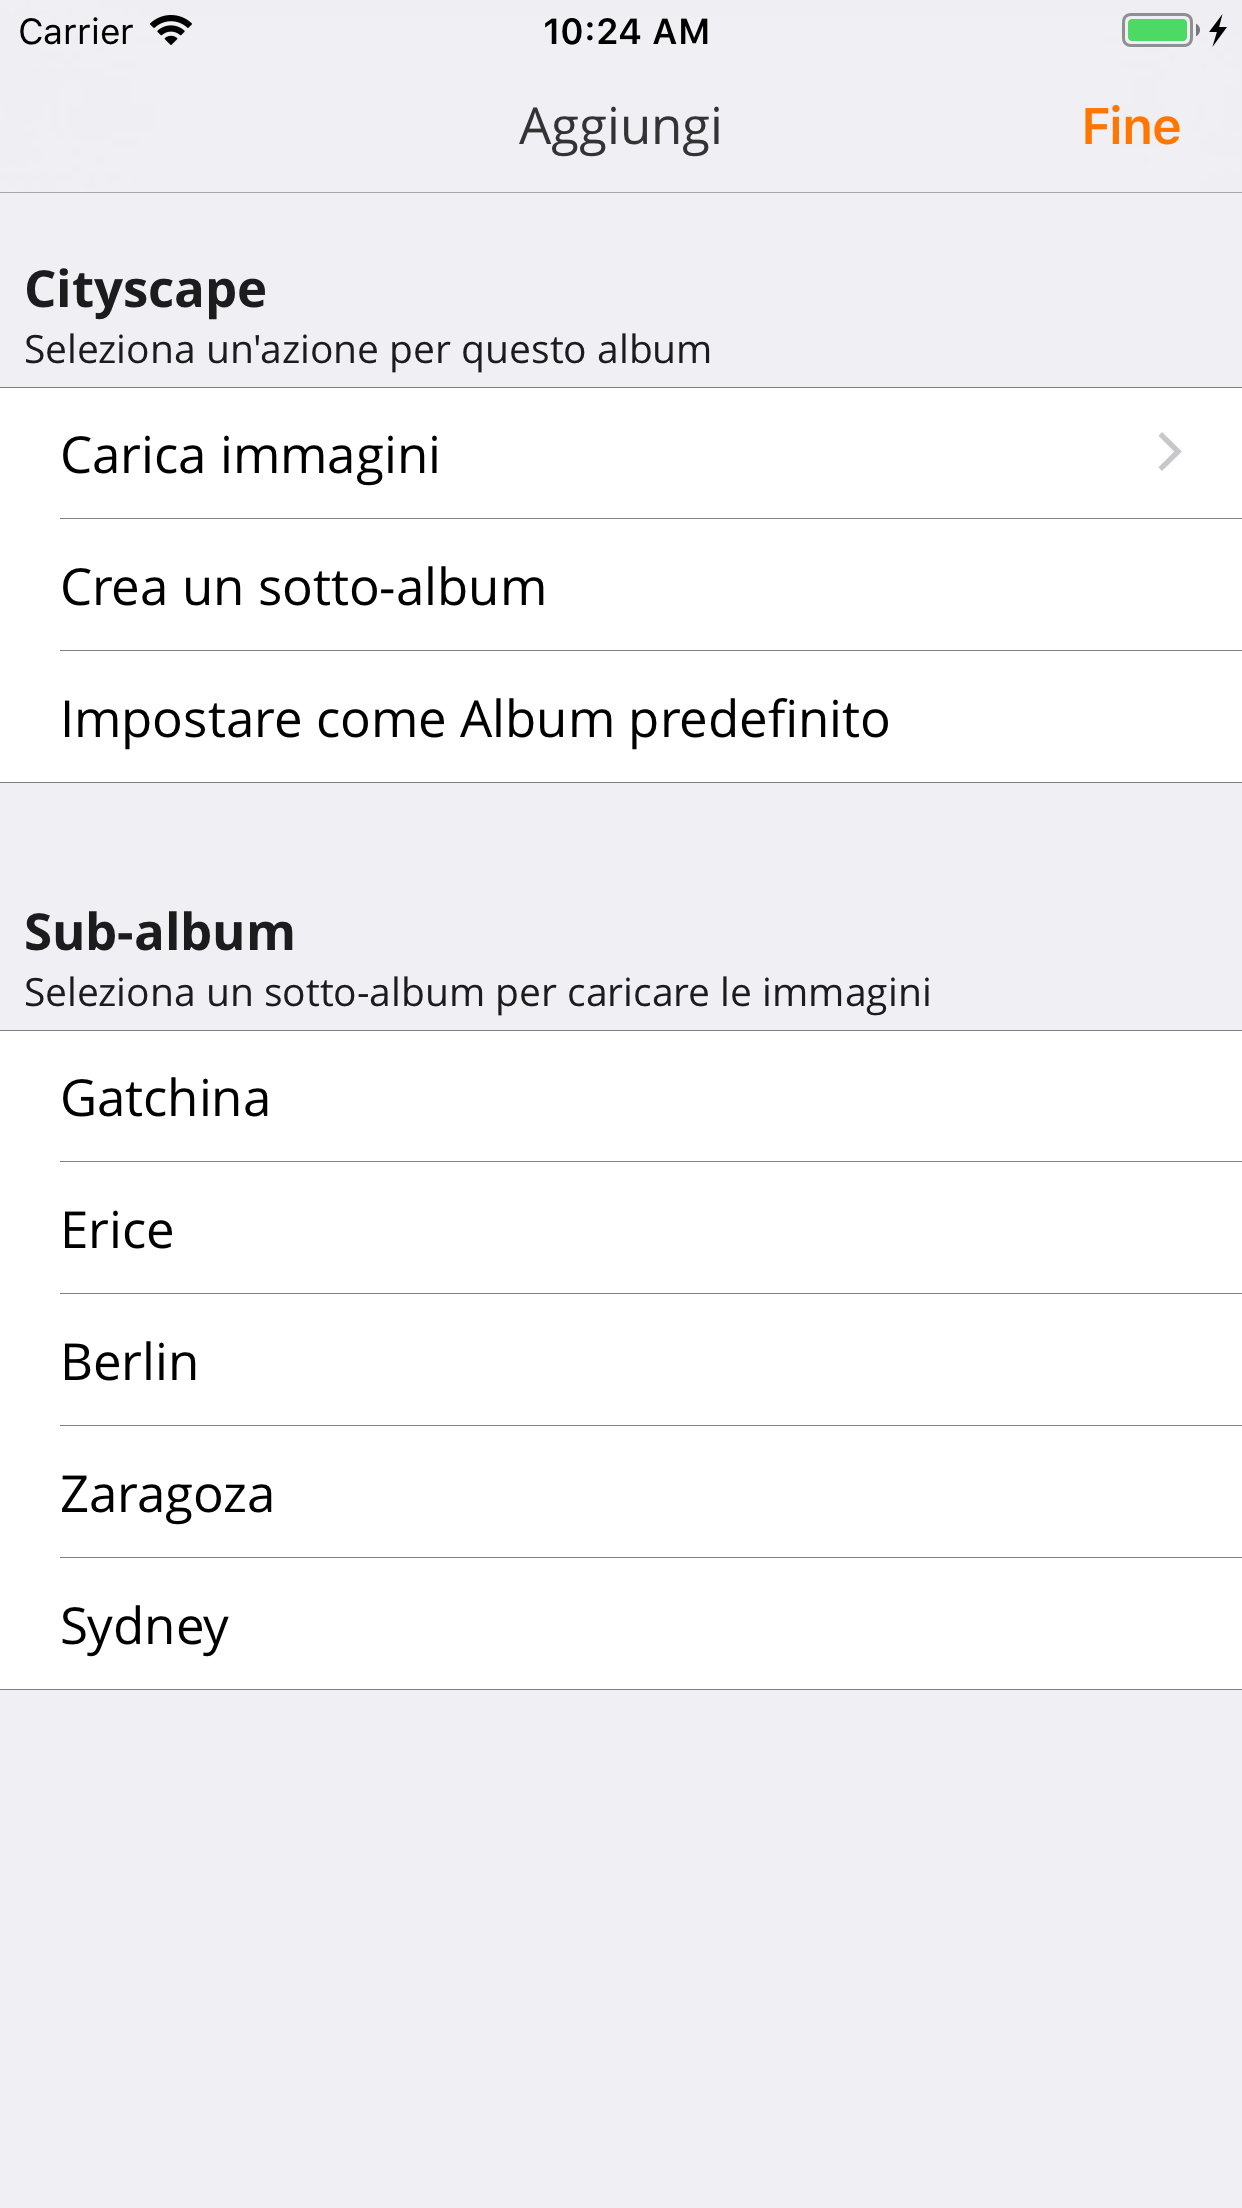 Carrier
10:24 AM
Aggiungi
Fine
Cityscape
Seleziona un'azione per questo album
Carica immagini
Crea un sotto-album
Impostare come Album predefinito
Sub-album
Seleziona un sotto-album per caricare le immagini
Gatchina
Erice
Berlin
Zaragoza
Sydney